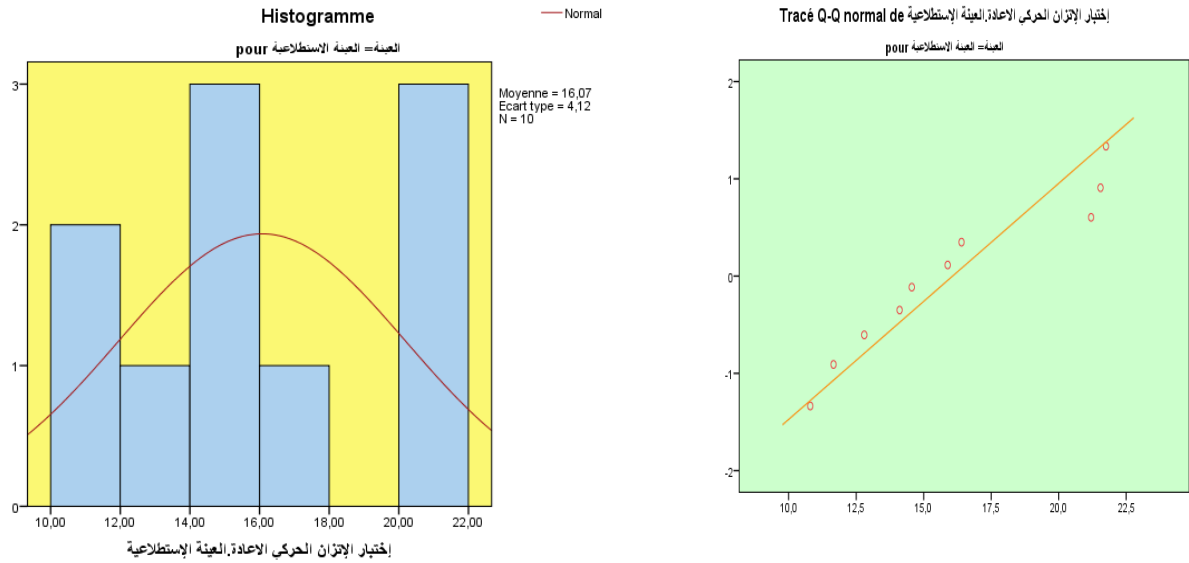 Histogramme
العينة= العينة الاستطلاعية pour
Normal
Moyenne = 16,07
Ecart type = 4,12
N = 10
3
2
1
0
10,00 12,00 14,00 16,00 18,00 20,00 22,00
إختبار الإتزان الحركي الاعادة.العينة الإستطلاعية
Tracé Q-Q normal de إختبار الإتزان الحركي الاعادة.العينة الإستطلاعية
العينة= العينة الاستطلاعية pour
2
1
0
-1
-2
10,0 12,5 15,0 17,5 20,0 22,5